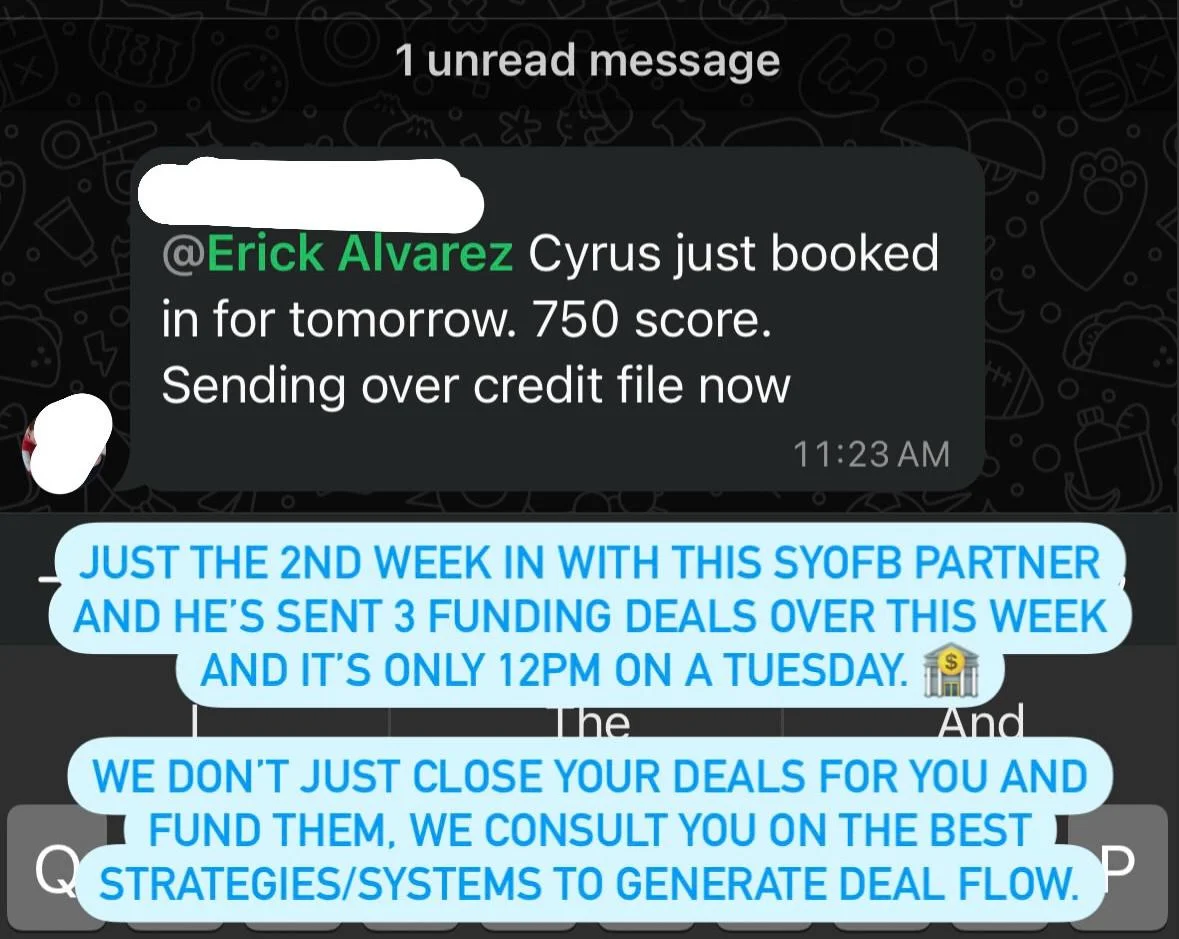 1 unread message
@Erick Alvarez Cyrus just booked
in for tomorrow. 750 score.
Sending over credit file now
11:23 AM
JUST THE 2ND WEEK IN WITH THIS SYOFB PARTNER
AND HE'S SENT 3 FUNDING DEALS OVER THIS WEEK
AND IT'S ONLY 12PM ON A TUESDAY.
I The And
WE DON'T JUST CLOSE YOUR DEALS FOR YOU AND
FUND THEM, WE CONSULT YOU ON THE BEST
STRATEGIES/SYSTEMS TO GENERATE DEAL FLOW.
Q P